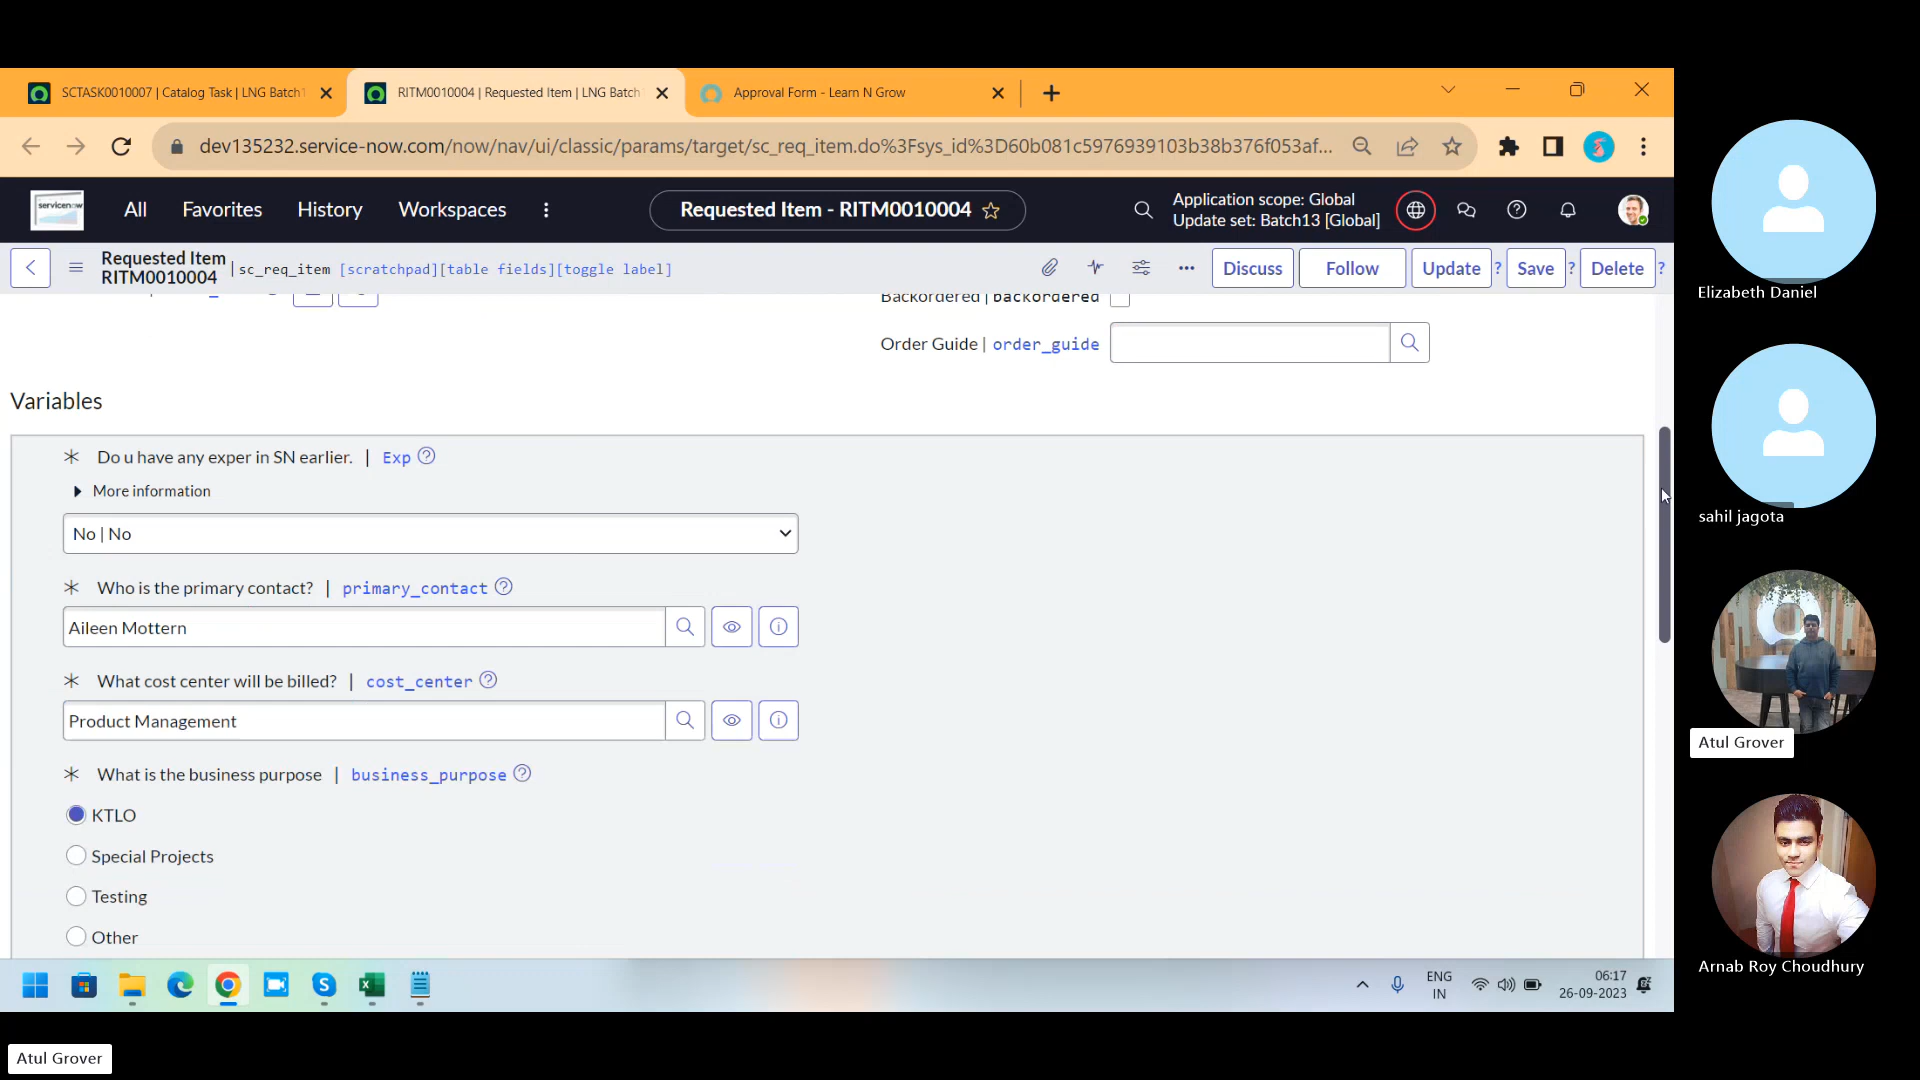 SCTASK0010007 | Catalog Task | LNG Batch1
RITM0010004 | Requested Item | LNG Batch
Approval Form - Learn N Grow
dev135232.service-now.com/now/nav/ui/classic/params/target/sc_req_item.do%3Fsys_id%3D60b081c5976939103b38b376f053af...
servicenow
All
Favorites
History
Workspaces
Requested Item - RITM0010004
Application scope: Global
Update set: Batch13 [Global]
Requested Item
RITM0010004
| sc_req_item [scratchpad][table fields][toggle label]
Discuss
Follow
Update
?
Save
?
Delete
?
Backordered | backordered
Order Guide | order_guide
Variables
Do u have any exper in SN earlier. | Exp
More information
No | No
Who is the primary contact? | primary_contact
Aileen Mottern
What cost center will be billed? | cost_center
Product Management
What is the business purpose | business_purpose
KTLO
Special Projects
Testing
Other
ENG
IN
06:17
26-09-2023
Elizabeth Daniel
sahil jagota
Atul Grover
Arnab Roy Choudhury
Atul Grover